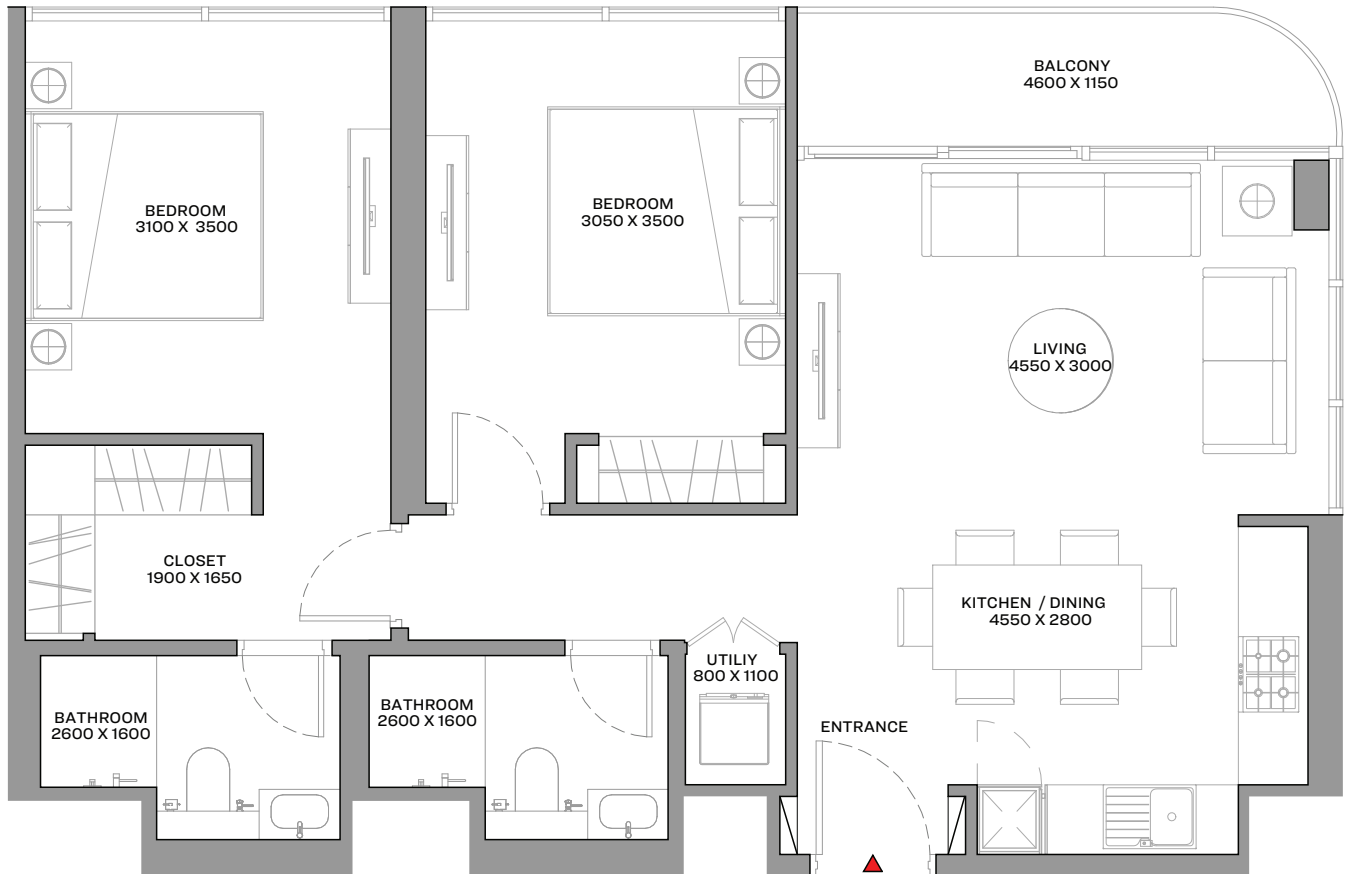 BALCONY
4600 X 1150
BEDROOM
3100 X 3500
BEDROOM
3050 X 3500
LIVING
4550 X 3000
CLOSET
1900 X 1650
KITCHEN / DINING
4550 X 2800
UTILIY
800 X 1100
BATHROOM
2600 X 1600
BATHROOM
2600 X 1600
ENTRANCE